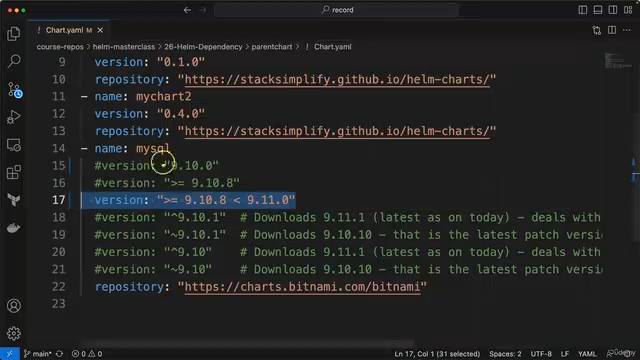 record
Chart.yaml M
course-repos > helm-masterclass > 26-Helm-Dependency > parentchart > Chart.yaml
9 version: "0.1.0"
10 repository: "https://stacksimplify.github.io/helm-charts/"
11 - name: mychart2
12 version: "0.4.0"
13 repository: "https://stacksimplify.github.io/helm-charts/"
14 - name: mysql
15 #version: "9.10.0"
16 #version: ">= 9.10.8"
17 version: ">= 9.10.8 < 9.11.0"
18 #version: "^9.10.1" # Downloads 9.11.1 (latest as on today) - deals with
19 #version: "~9.10.1" # Downloads 9.10.10 - that is the latest patch versi
20 #version: "^9.10" # Downloads 9.11.1 (latest as on today) - deals with
21 #version: "~9.10" # Downloads 9.10.10 - that is the latest patch versi
22 repository: "https://charts.bitnami.com/bitnami"
23
main* 0 0 Ln 17, Col 1 (31 selected) Spaces: 2 UTF-8 LF YAML
Udemy